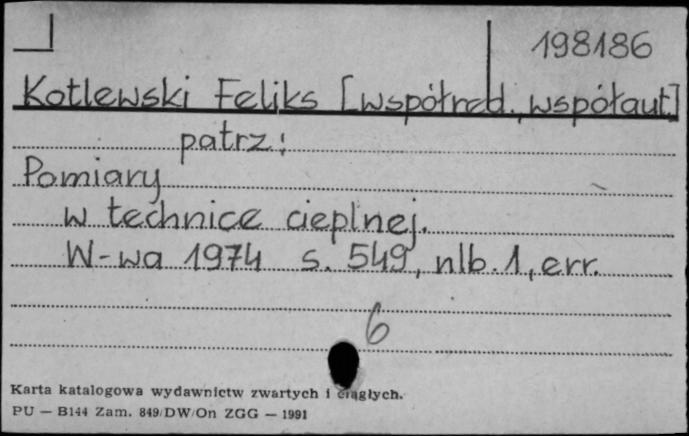 198186
Kotlewski Feliks [współred., współaut.]
patrz:
Pomiary
w technice cieplnej.
W-wa 1974 s. 549, nlb. 1, err.
6
Karta katalogowa wydawnictw zwartych i ciągłych.
PU — B144 Zam. 849/DW/On ZGG — 1991